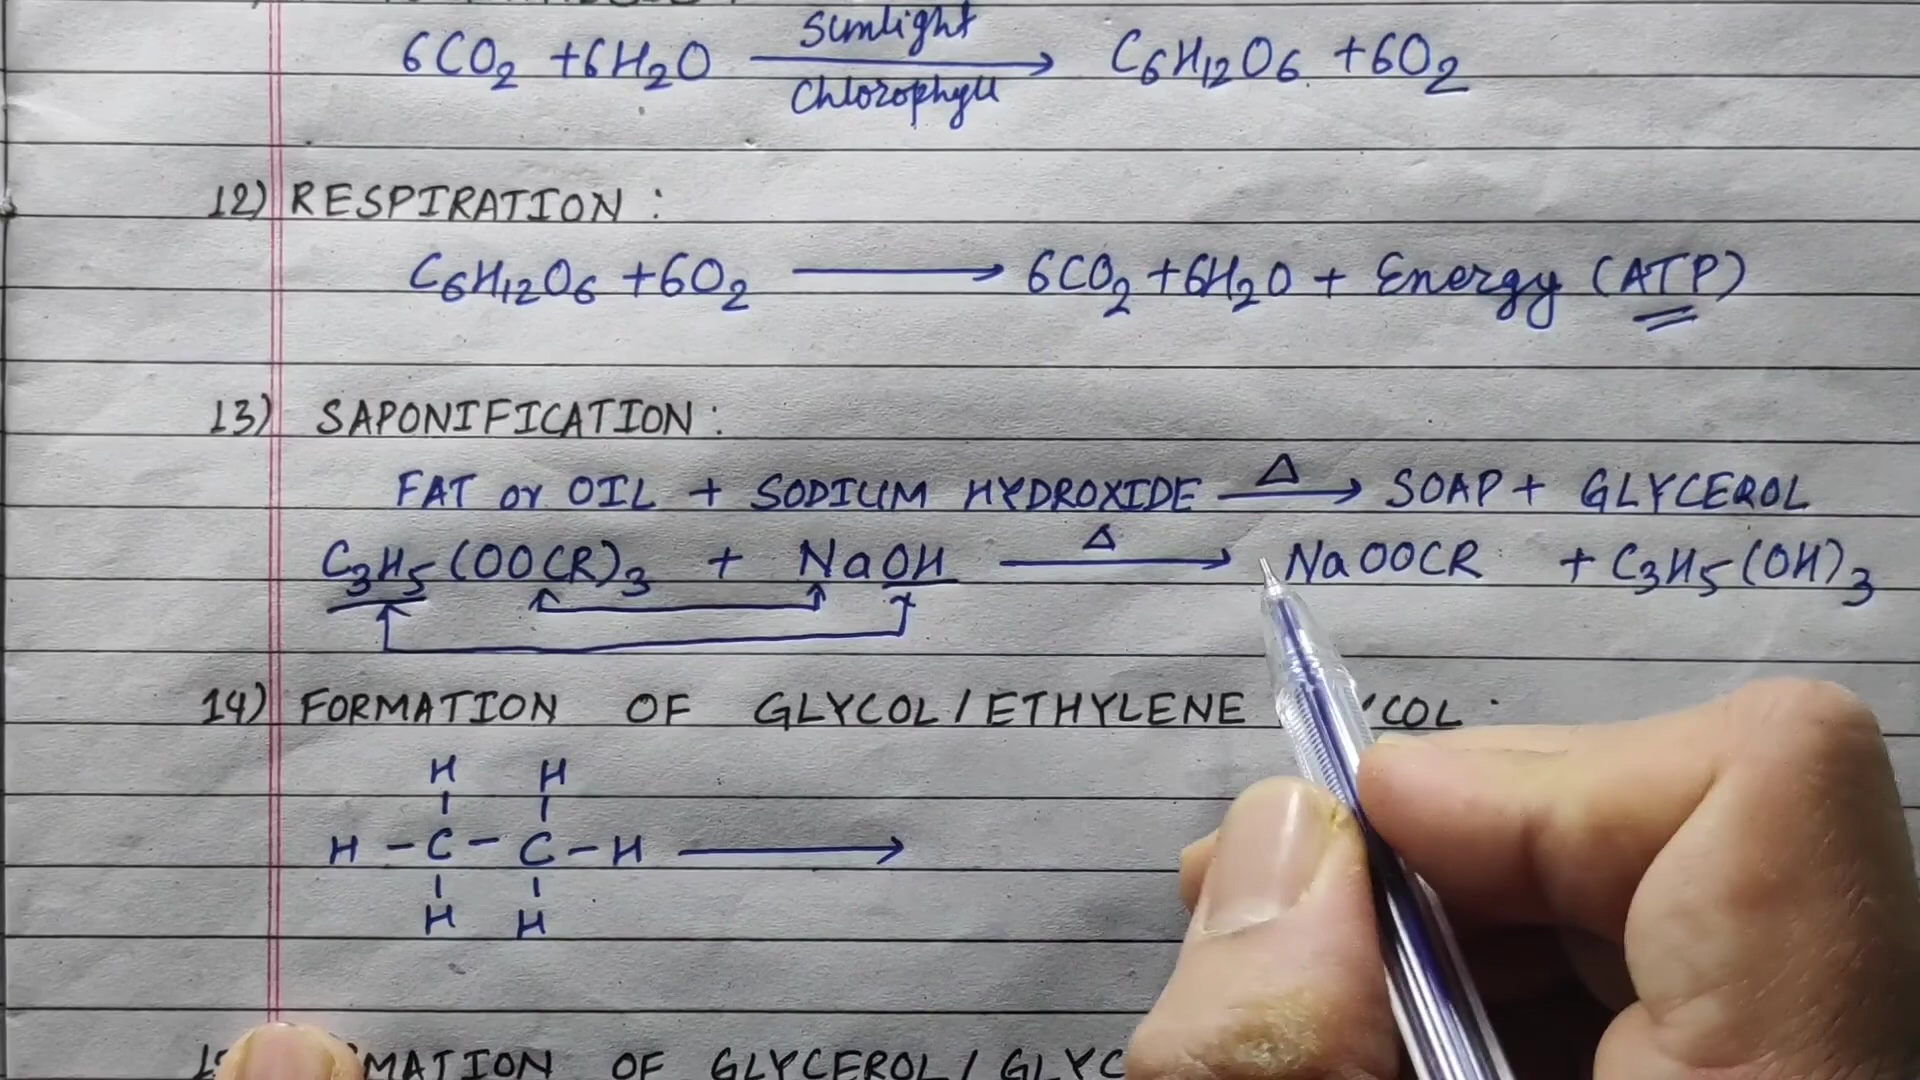 Sunlight
6CO2 +6H2O ⟶ C6H12O6 +6O2
Chlorophyll
12) RESPIRATION :
C6H12O6 +6O2 ⟶ 6CO2 +6H2O + Energy (ATP)
13) SAPONIFICATION :
FAT or OIL + SODIUM HYDROXIDE Δ⟶ SOAP + GLYCEROL
C3H5(OOCR)3 + NaOH Δ⟶ NaOOCR + C3H5(OH)3
14) FORMATION OF GLYCOL/ETHYLENE
H H
H - C - C - H ⟶
H H
OF GLYCEROL/